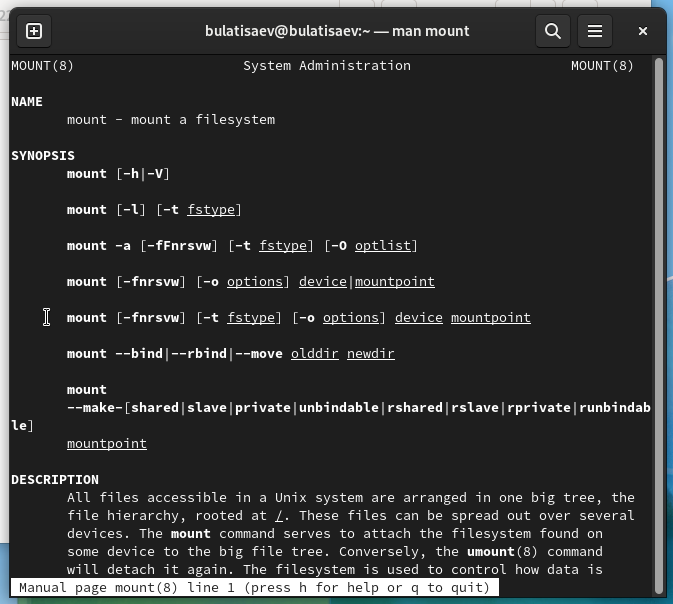 22
bulatisaev@bulatisaev:~ — man mount
MOUNT(8) System Administration MOUNT(8)
NAME
mount - mount a filesystem
SYNOPSIS
mount [-h|-V]
mount [-l] [-t fstype]
mount -a [-fFnrsvw] [-t fstype] [-O optlist]
mount [-fnrsvw] [-o options] device|mountpoint
mount [-fnrsvw] [-t fstype] [-o options] device mountpoint
mount --bind|--rbind|--move olddir newdir
mount
--make-[shared|slave|private|unbindable|rshared|rslave|rprivate|runbindab
le]
mountpoint
DESCRIPTION
All files accessible in a Unix system are arranged in one big tree, the
file hierarchy, rooted at /. These files can be spread out over several
devices. The mount command serves to attach the filesystem found on
some device to the big file tree. Conversely, the umount(8) command
will detach it again. The filesystem is used to control how data is
Manual page mount(8) line 1 (press h for help or q to quit)